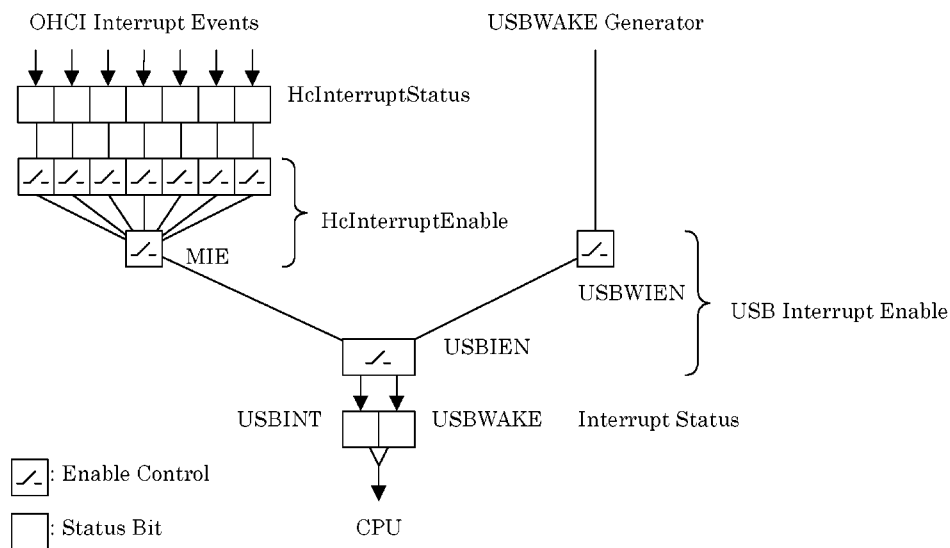 OHCI Interrupt Events
USBWAKE Generator
HcInterruptStatus
HcInterruptEnable
MIE
USBWIEN
USB Interrupt Enable
USBIEN
USBINT
USBWAKE
Interrupt Status
: Enable Control
: Status Bit
CPU